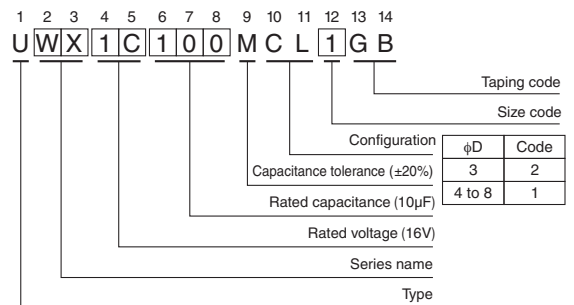 1 2 3 4 5 6 7 8 9 10 11 12 13 14
U W X 1 C 1 0 0 M C L 1 G B
Taping code
Size code
Configuration
Capacitance tolerance (±20%)
Rated capacitance (10µF)
Rated voltage (16V)
Series name
Type
ϕD Code
3 2
4 to 8 1